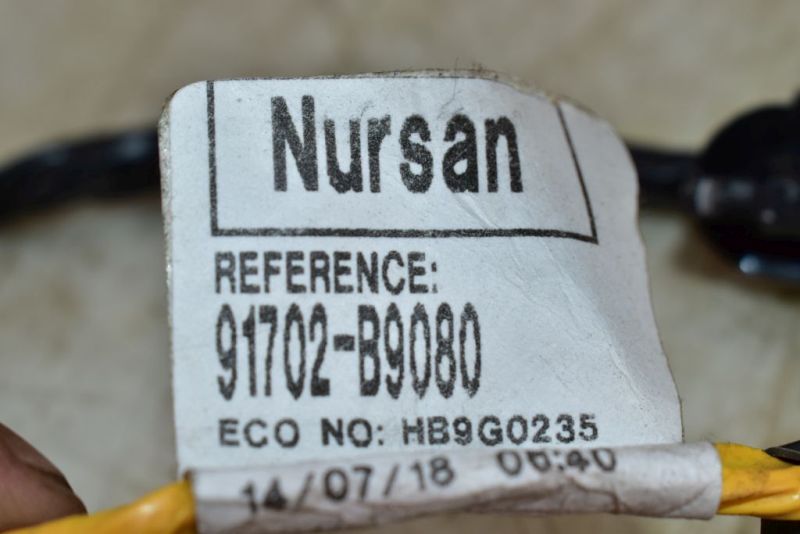 Nursan
REFERENCE:
91702-B9080
ECO NO: HB9G0235
14/07/18 06:40